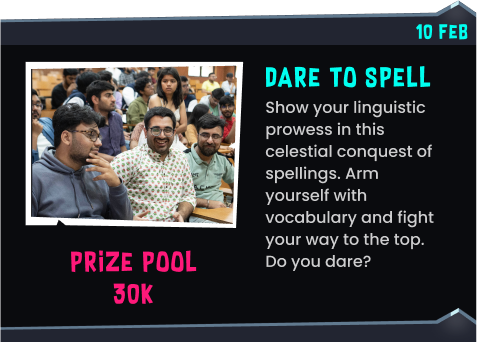 10 FEB
DARE TO SPELL
Show your linguistic
prowess in this
celestial conquest of
spellings. Arm
yourself with
vocabulary and fight
your way to the top.
Do you dare?
PRiZE POOL
30K